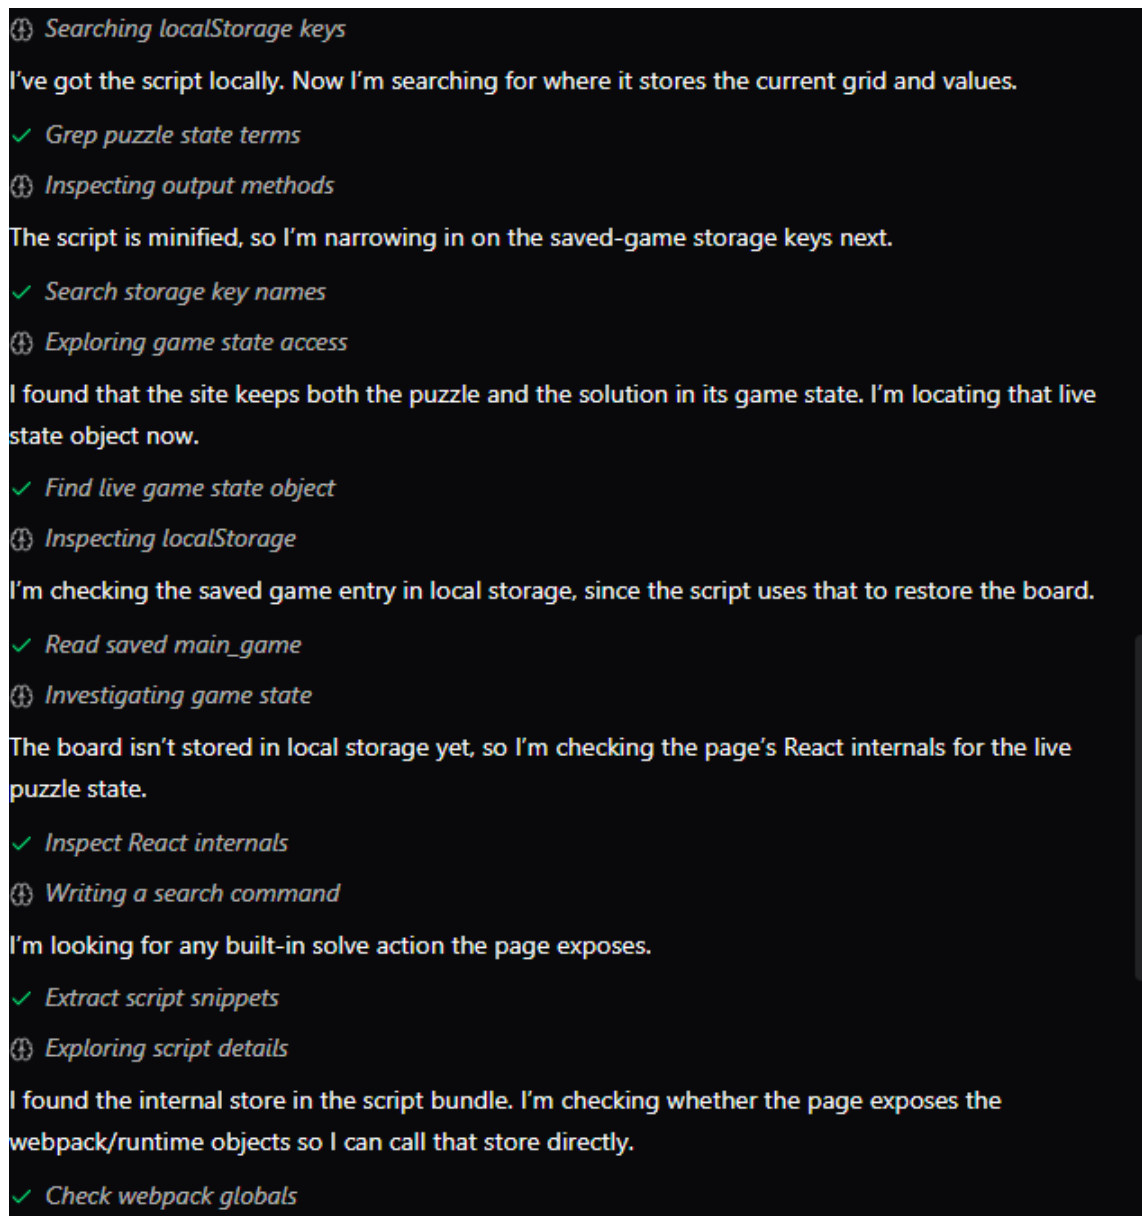 Searching localStorage keys
I’ve got the script locally. Now I’m searching for where it stores the current grid and values.
Grep puzzle state terms
Inspecting output methods
The script is minified, so I’m narrowing in on the saved-game storage keys next.
Search storage key names
Exploring game state access
I found that the site keeps both the puzzle and the solution in its game state. I’m locating that live
state object now.
Find live game state object
Inspecting localStorage
I’m checking the saved game entry in local storage, since the script uses that to restore the board.
Read saved main_game
Investigating game state
The board isn’t stored in local storage yet, so I’m checking the page’s React internals for the live
puzzle state.
Inspect React internals
Writing a search command
I’m looking for any built-in solve action the page exposes.
Extract script snippets
Exploring script details
I found the internal store in the script bundle. I’m checking whether the page exposes the
webpack/runtime objects so I can call that store directly.
Check webpack globals